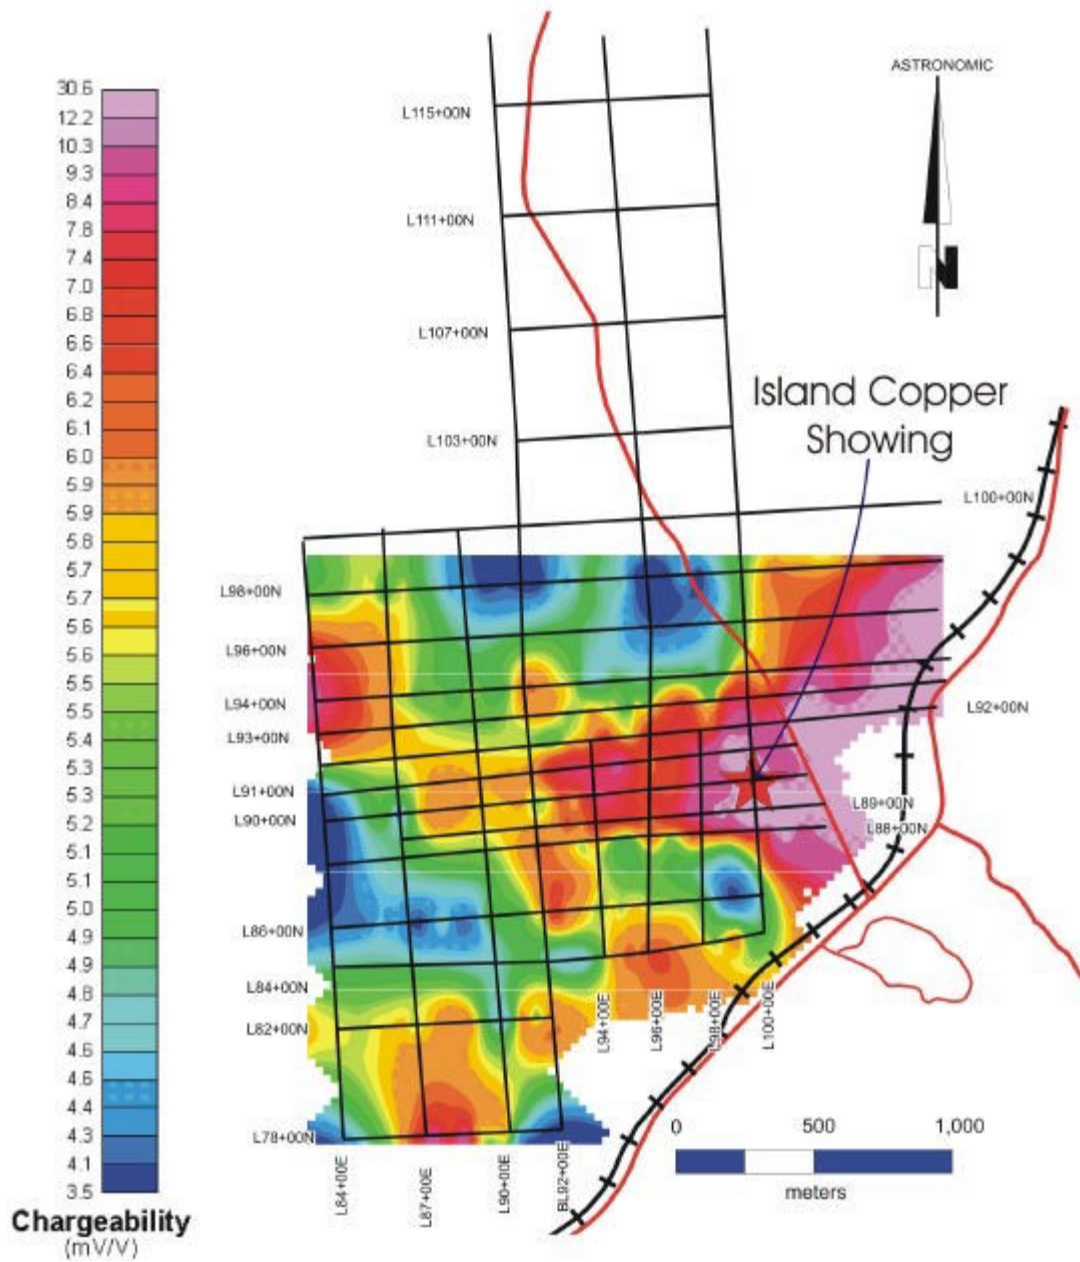 ASTRONOMIC
N
30.6
12.2
10.3
9.3
8.4
7.8
7.4
7.0
6.8
6.6
6.4
6.2
6.1
6.0
5.9
5.9
5.8
5.7
5.7
5.6
5.6
5.5
5.5
5.4
5.3
5.3
5.2
5.1
5.1
5.0
4.9
4.9
4.8
4.7
4.6
4.6
4.4
4.3
4.1
3.5
Chargeability
(mV/V)
L115+00N
L111+00N
L107+00N
L103+00N
Island Copper
Showing
L100+00N
L98+00N
L96+00N
L94+00N
L93+00N
L92+00N
L91+00N
L90+00N
L89+00N
L88+00N
L86+00N
L84+00N
L82+00N
L78+00N
L94+00E
L96+00E
L98+00E
L100+00E
L84+00E
L87+00E
L90+00E
BL92+00E
0 500 1,000
meters